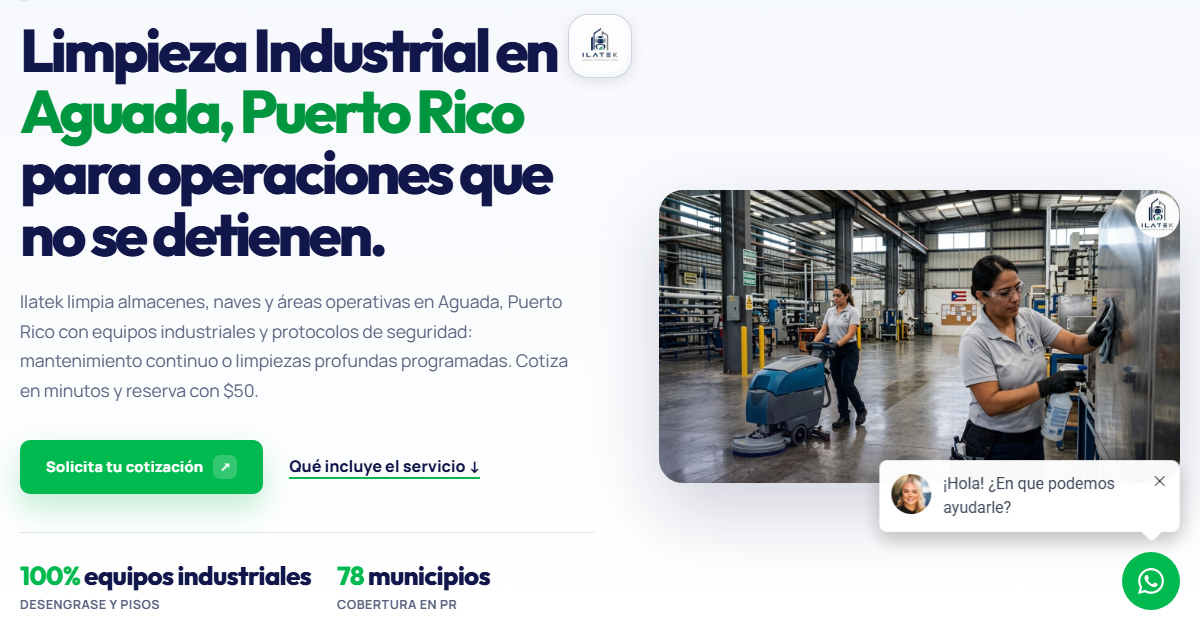 Limpieza Industrial en
ILATEK
Aguada, Puerto Rico
para operaciones que
no se detienen.
Ilatek limpia almacenes, naves y áreas operativas en Aguada, Puerto
Rico con equipos industriales y protocolos de seguridad:
mantenimiento continuo o limpiezas profundas programadas. Cotiza
en minutos y reserva con $50.
ILATEK
Solicita tu cotización ↗
Qué incluye el servicio ↓
¡Hola! ¿En que podemos
ayudarle?
100% equipos industriales
DESENGRASE Y PISOS
78 municipios
COBERTURA EN PR